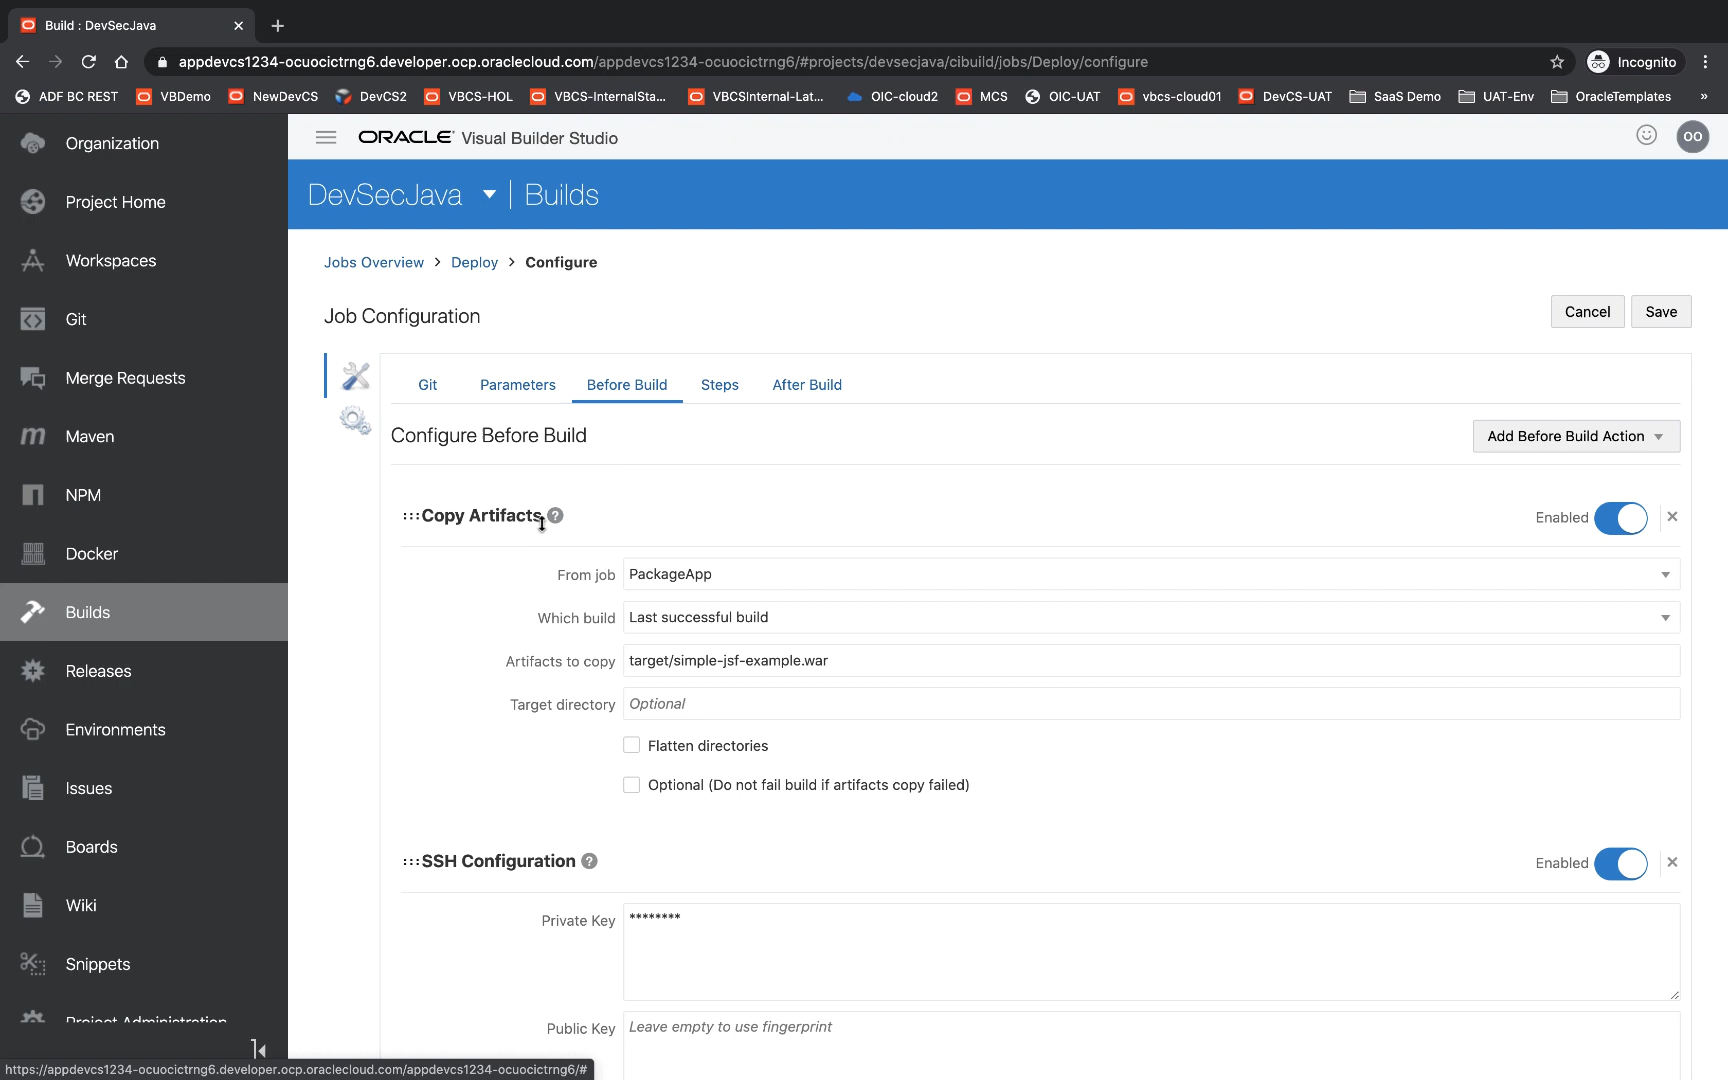 Build : DevSecJava
appdevcs1234-ocuocictrng6.developer.ocp.oraclecloud.com/appdevcs1234-ocuocictrng6/#projects/devsecjava/cibuild/jobs/Deploy/configure
Incognito
ADF BC REST VBDemo NewDevCS DevCS2 VBCS-HOL VBCS-InternalSta... VBCSInternal-Lat... OIC-cloud2 MCS OIC-UAT vbcs-cloud01 DevCS-UAT SaaS Demo UAT-Env OracleTemplates »
Organization
Project Home
Workspaces
Git
Merge Requests
Maven
NPM
Docker
Builds
Releases
Environments
Issues
Boards
Wiki
Snippets
Project Administration
https://appdevcs1234-ocuocictrng6.developer.ocp.oraclecloud.com/appdevcs1234-ocuocictrng6/#
ORACLE Visual Builder Studio
OO
DevSecJava | Builds
Jobs Overview > Deploy > Configure
Job Configuration
Cancel Save
Git Parameters Before Build Steps After Build
Configure Before Build
Add Before Build Action
Copy Artifacts ?
Enabled
From job PackageApp
Which build Last successful build
Artifacts to copy target/simple-jsf-example.war
Target directory Optional
Flatten directories
Optional (Do not fail build if artifacts copy failed)
SSH Configuration ?
Enabled
Private Key ********
Public Key Leave empty to use fingerprint